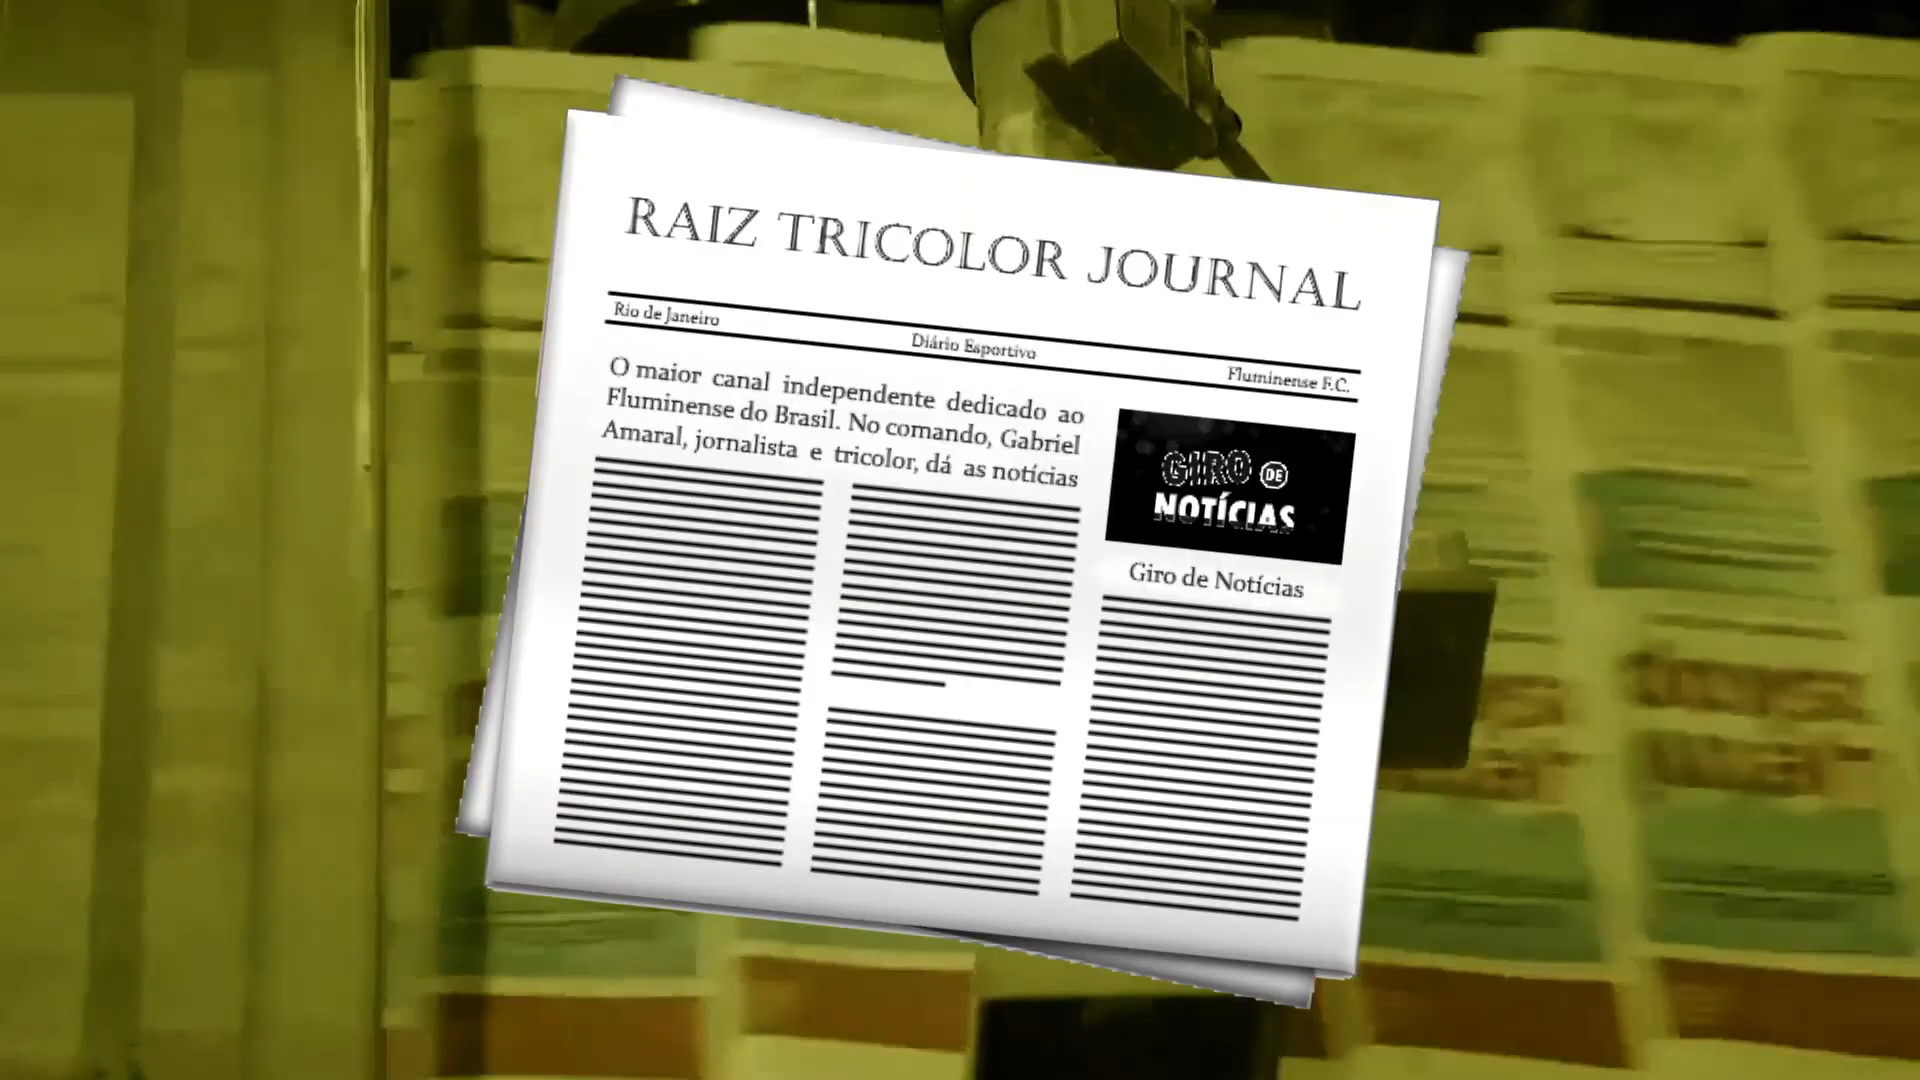 RAIZ TRICOLOR JOURNAL
Rio de Janeiro
Diário Esportivo
Fluminense F.C.
O maior canal independente dedicado ao
Fluminense do Brasil. No comando, Gabriel
Amaral, jornalista e tricolor, dá as notícias
GIRO DE
NOTÍCIAS
Giro de Notícias